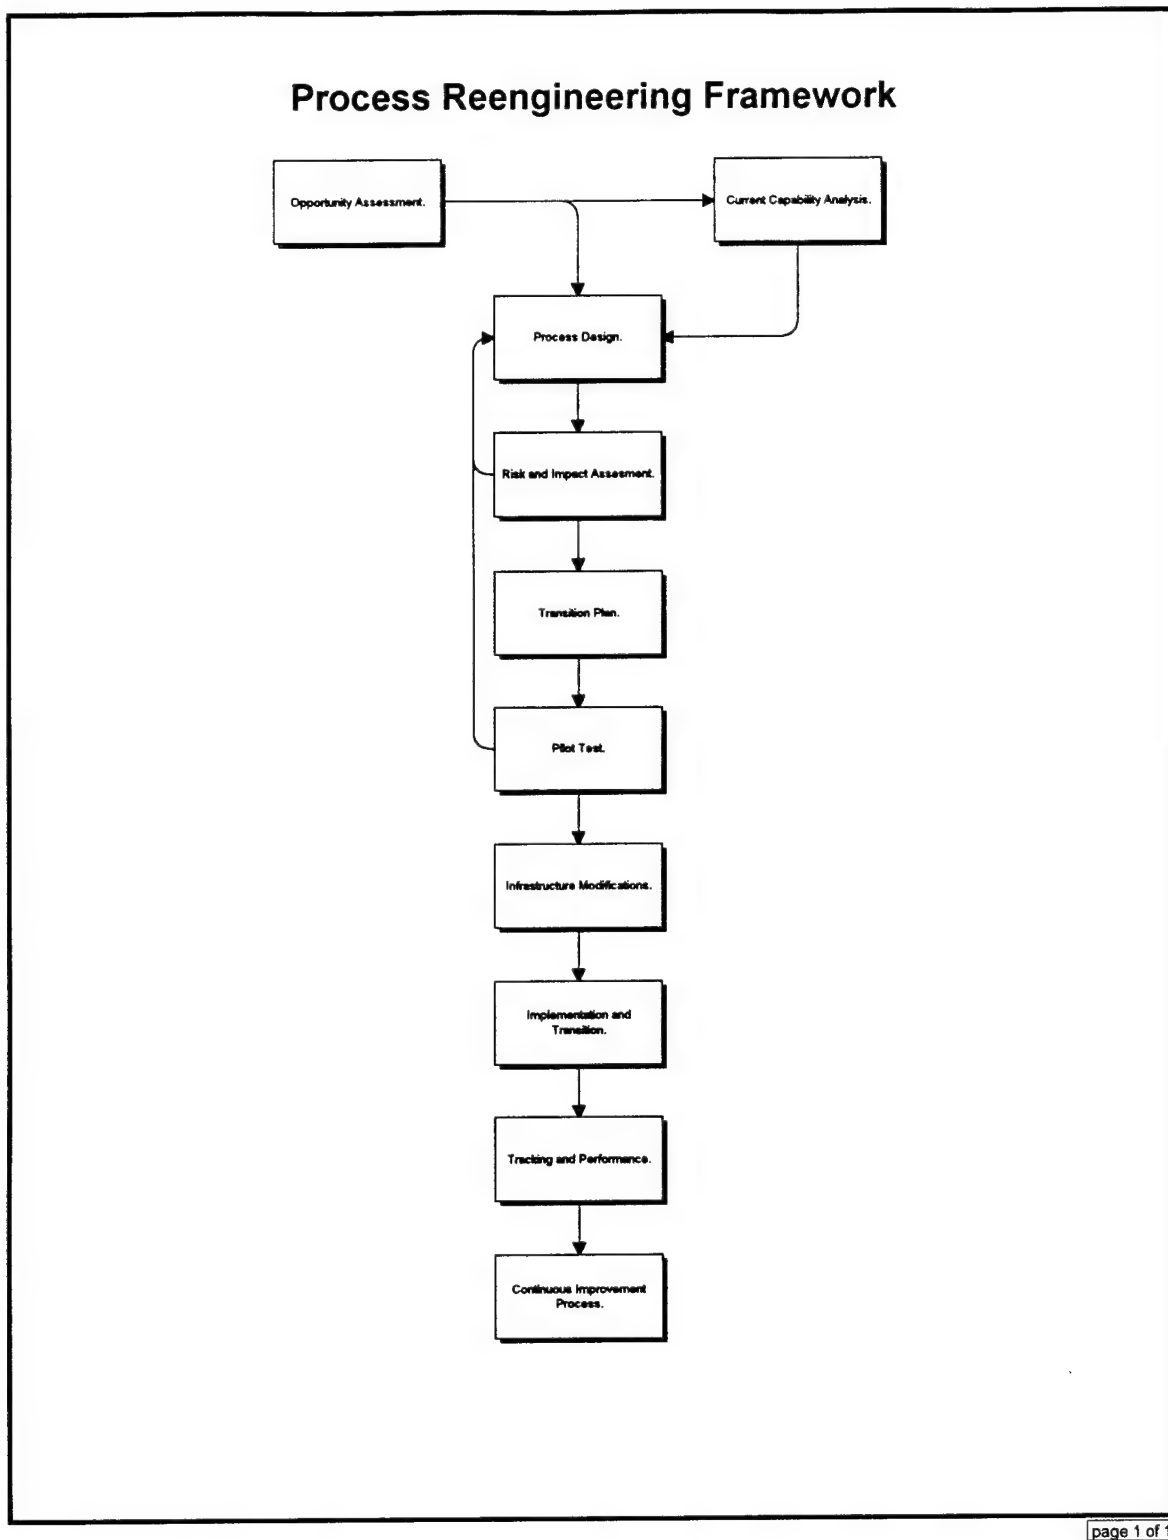 Process Reengineering Framework
Opportunity Assessment.
Current Capability Analysis.
Process Design.
Risk and Impact Assesment.
Transition Plan.
Pilot Test.
Infrastructure Modifications.
Implementation and
Transition.
Tracking and Performance.
Continuous Improvement
Process.
page 1 of 1